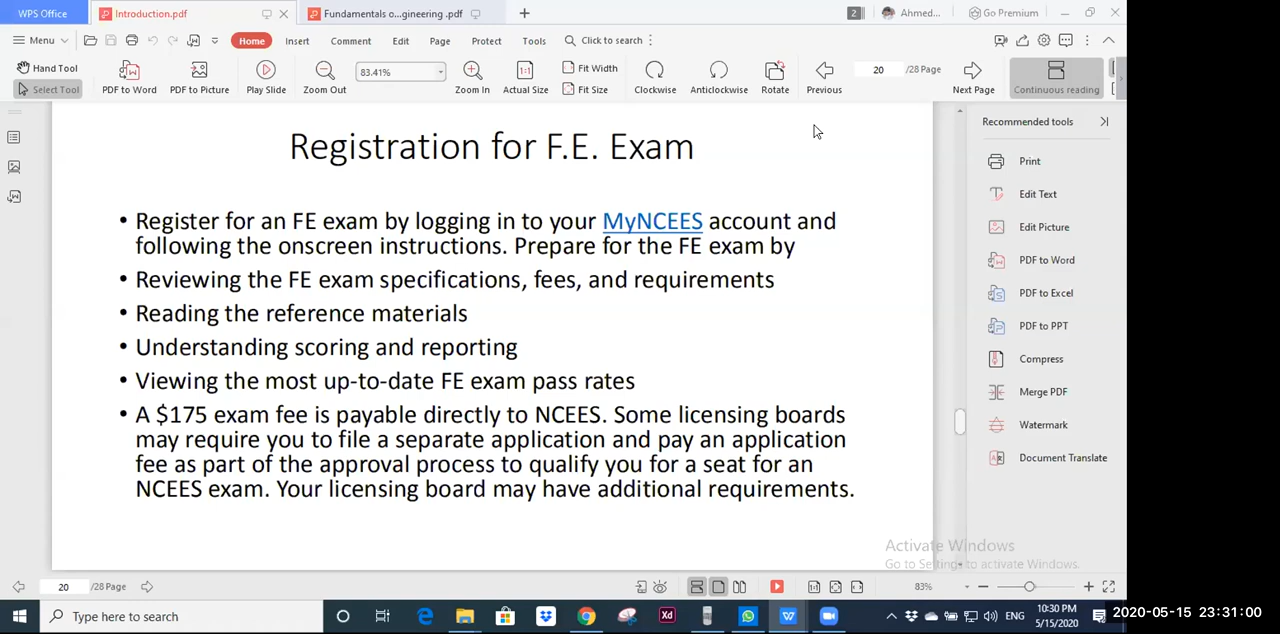 WPS Office
Introduction.pdf
Fundamentals o...gineering .pdf
2
Ahmed...
Go Premium
Menu
Home
Insert
Comment
Edit
Page
Protect
Tools
Click to search
Hand Tool
Select Tool
PDF to Word
PDF to Picture
Play Slide
Zoom Out
83.41%
Zoom In
1:1
Actual Size
Fit Width
Fit Size
Clockwise
Anticlockwise
Rotate
Previous
20
/28 Page
Next Page
Continuous reading
Registration for F.E. Exam
• Register for an FE exam by logging in to your MyNCEES account and
following the onscreen instructions. Prepare for the FE exam by
• Reviewing the FE exam specifications, fees, and requirements
• Reading the reference materials
• Understanding scoring and reporting
• Viewing the most up-to-date FE exam pass rates
• A $175 exam fee is payable directly to NCEES. Some licensing boards
may require you to file a separate application and pay an application
fee as part of the approval process to qualify you for a seat for an
NCEES exam. Your licensing board may have additional requirements.
Recommended tools
Print
Edit Text
Edit Picture
PDF to Word
PDF to Excel
PDF to PPT
Compress
Merge PDF
Watermark
Document Translate
Activate Windows
Go to Settings to activate Windows.
20
/28 Page
83%
Type here to search
Xd
ENG
10:30 PM
5/15/2020
2020-05-15 23:31:00